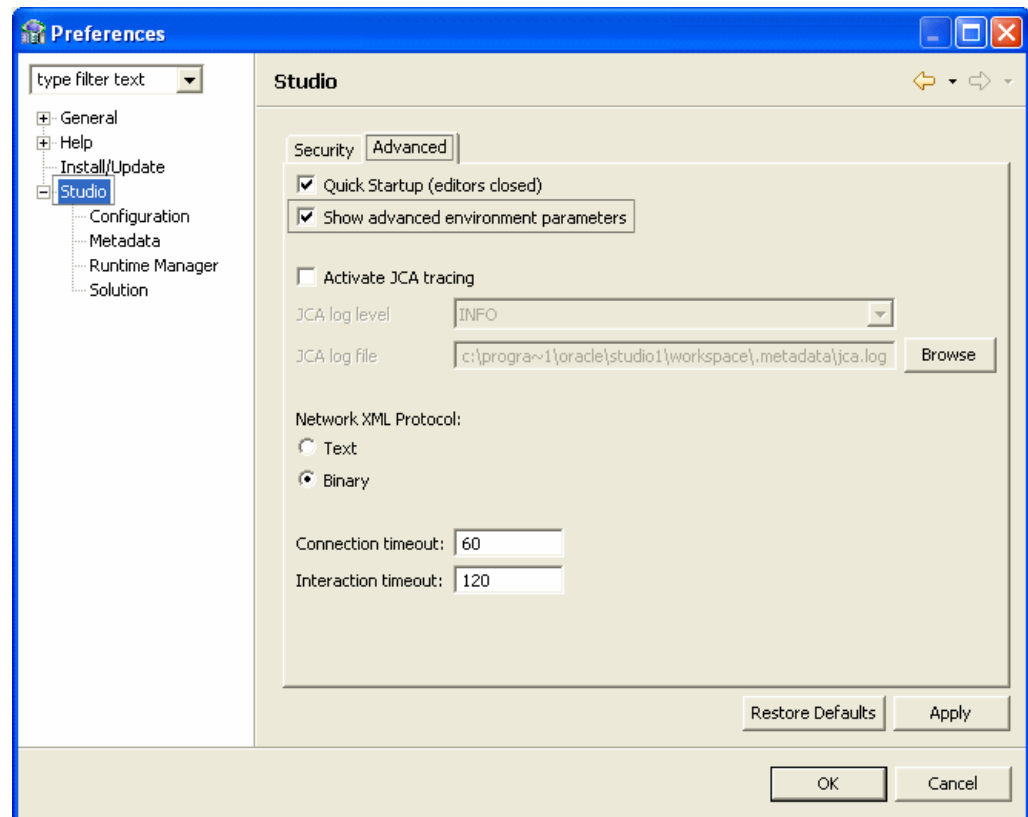 Preferences
type filter text
Studio
General
Help
Install/Update
Studio
Configuration
Metadata
Runtime Manager
Solution
Security
Advanced
Quick Startup (editors closed)
Show advanced environment parameters
Activate JCA tracing
JCA log level INFO
JCA log file c:\progra~1\oracle\studio1\workspace\.metadata\jca.log Browse
Network XML Protocol:
Text
Binary
Connection timeout: 60
Interaction timeout: 120
Restore Defaults Apply
OK Cancel